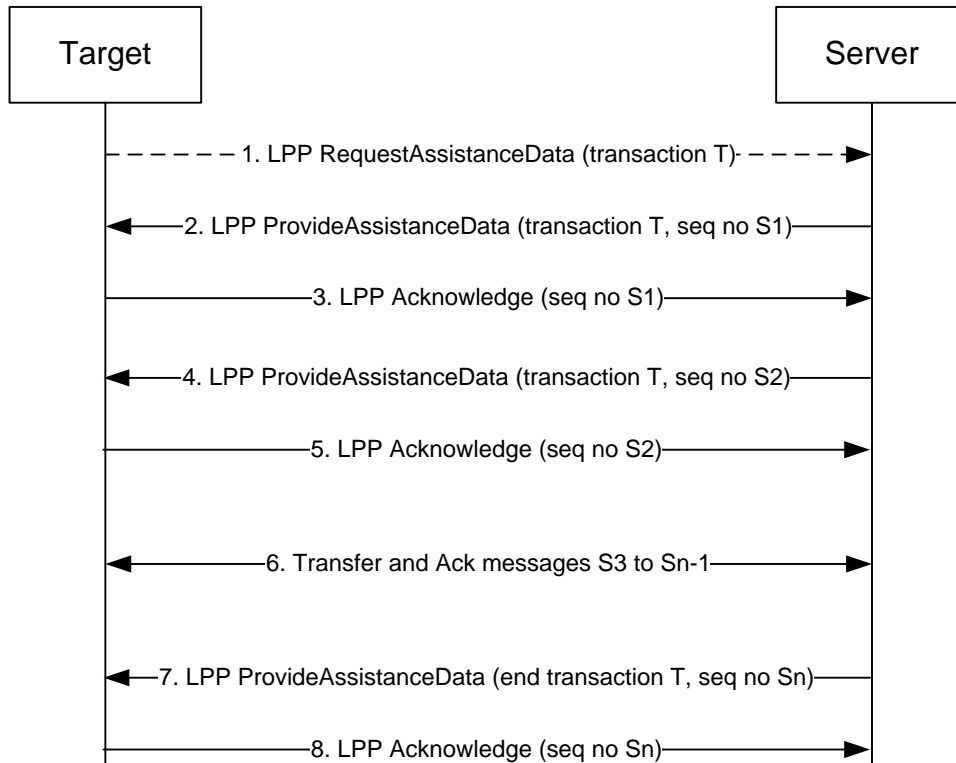 Target
Server
1. LPP RequestAssistanceData (transaction T)
2. LPP ProvideAssistanceData (transaction T, seq no S1)
3. LPP Acknowledge (seq no S1)
4. LPP ProvideAssistanceData (transaction T, seq no S2)
5. LPP Acknowledge (seq no S2)
6. Transfer and Ack messages S3 to Sn-1
7. LPP ProvideAssistanceData (end transaction T, seq no Sn)
8. LPP Acknowledge (seq no Sn)